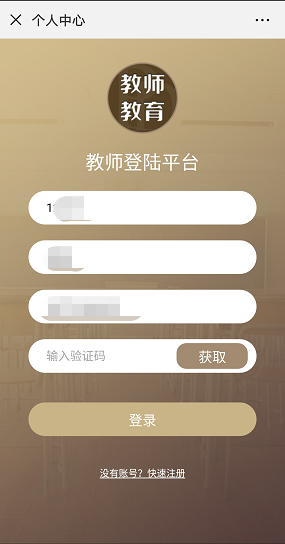 个人中心
教师
教育
教师登陆平台
输入验证码
获取
登录
没有账号？快速注册